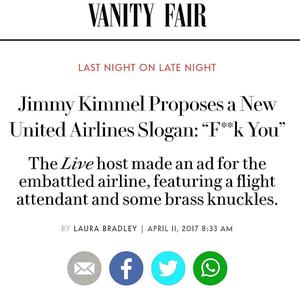 VANITY FAIR
LAST NIGHT ON LATE NIGHT
Jimmy Kimmel Proposes a New
United Airlines Slogan: “F**k You”
The Live host made an ad for the
embattled airline, featuring a flight
attendant and some brass knuckles.
BY LAURA BRADLEY | APRIL 11, 2017 8:33 AM
f